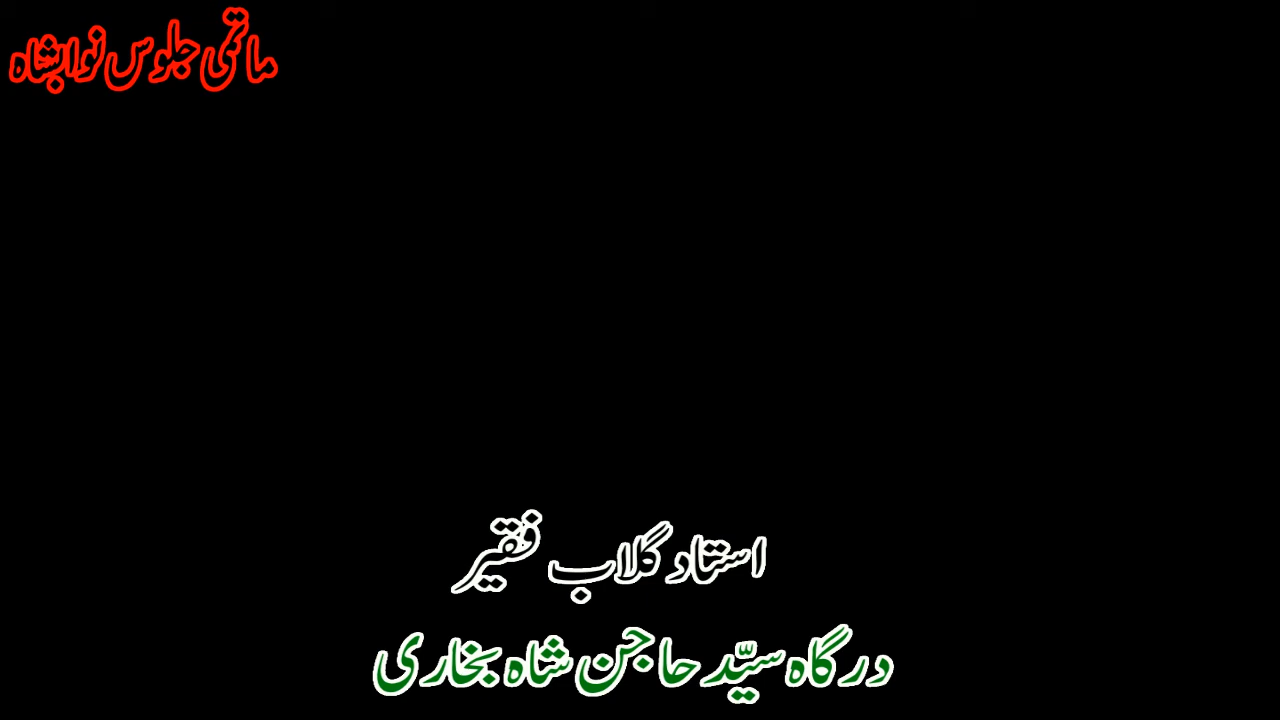 ماتمی جلوس نوابشاہ
استاد گلاب فقیر
درگاہ سیّد حاجن شاہ بخاری